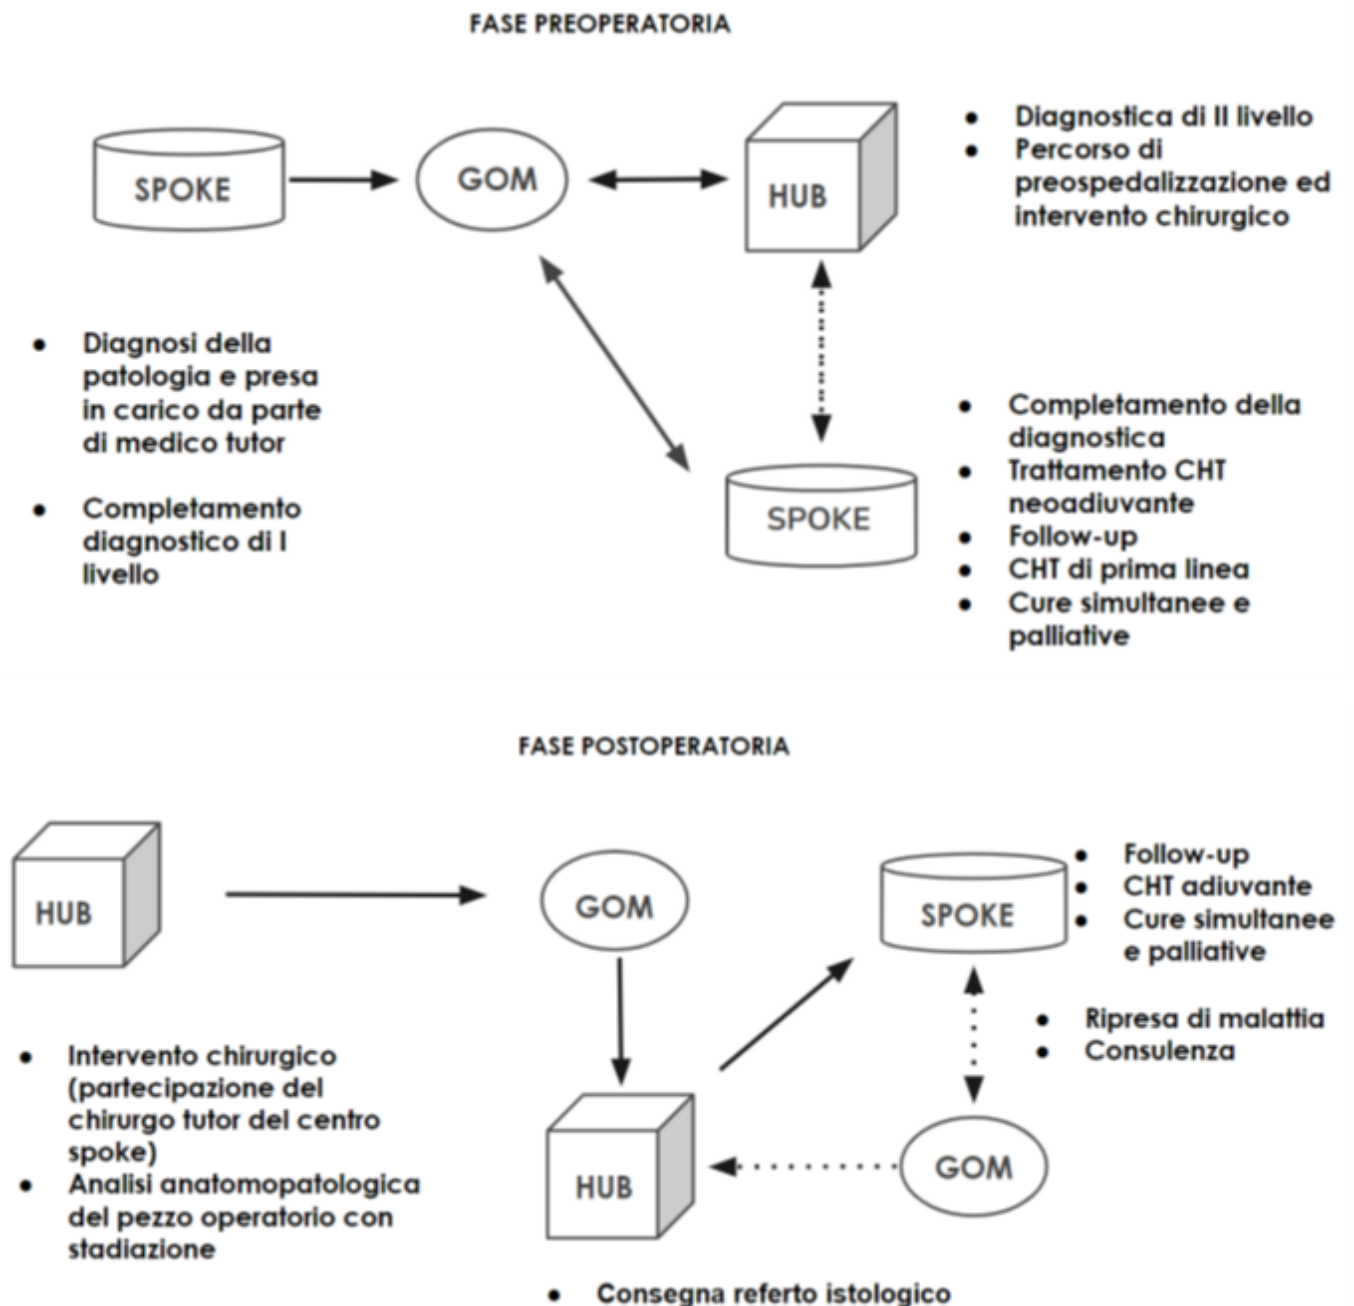 FASE PREOPERATORIA
SPOKE
GOM
HUB
● Diagnostica di II livello
● Percorso di
preospedalizzazione ed
intervento chirurgico
● Diagnosi della
patologia e presa
in carico da parte
di medico tutor
● Completamento
diagnostico di I
livello
SPOKE
● Completamento della
diagnostica
● Trattamento CHT
neoadiuvante
● Follow-up
● CHT di prima linea
● Cure simultanee e
palliative
FASE POSTOPERATORIA
HUB
GOM
SPOKE
● Follow-up
● CHT adiuvante
● Cure simultanee
e palliative
● Ripresa di malattia
● Consulenza
● Intervento chirurgico
(partecipazione del
chirurgo tutor del centro
spoke)
● Analisi anatomopatologica
del pezzo operatorio con
stadiazione
HUB
GOM
● Consegna referto istologico